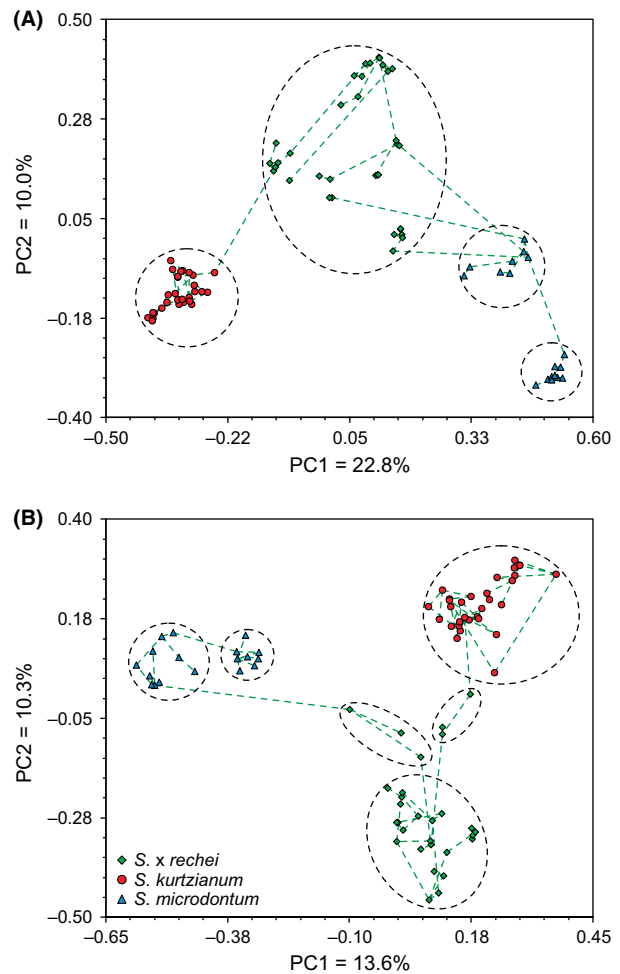 (A)
0.50
0.28
0.05
–0.18
–0.40
PC2 = 10.0%
–0.50 –0.22 0.05 0.33 0.60
PC1 = 22.8%
(B)
0.40
0.18
–0.05
–0.28
–0.50
PC2 = 10.3%
S. x rechei
S. kurtzianum
S. microdontum
–0.65 –0.38 –0.10 0.18 0.45
PC1 = 13.6%